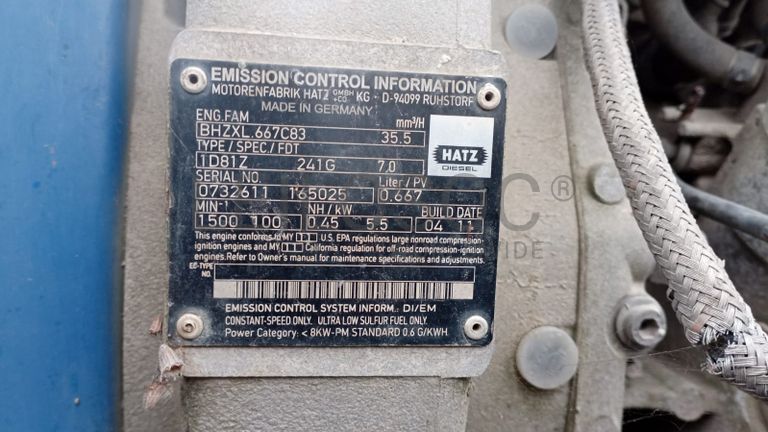 EMISSION CONTROL INFORMATION
MOTORENFABRIK HATZ GMBH +CO KG - D-94099 RUHSTORF
MADE IN GERMANY
ENG.FAM mm³/H
BHZXL.667C83 35.5
TYPE / SPEC./ FDT
1D81Z 241G 7.0
HATZ
DIESEL
SERIAL NO. Liter / PV
0732611 165025 0.667
MIN-1 NH / kW BUILD DATE
1500 100 0.45 5.5 04 11
This engine conforms to MY 11 U.S. EPA regulations large nonroad compression-
ignition engines and MY 11 California regulation for off-road compression-ignition
engines.Refer to Owner's manual for maintenance specifications and adjustments.
EC-TYPE
NO.
EMISSION CONTROL SYSTEM INFORM.: DI/EM
CONSTANT-SPEED ONLY. ULTRA LOW SULFUR FUEL ONLY.
Power Category: < 8KW-PM STANDARD 0.6 G/KWH.